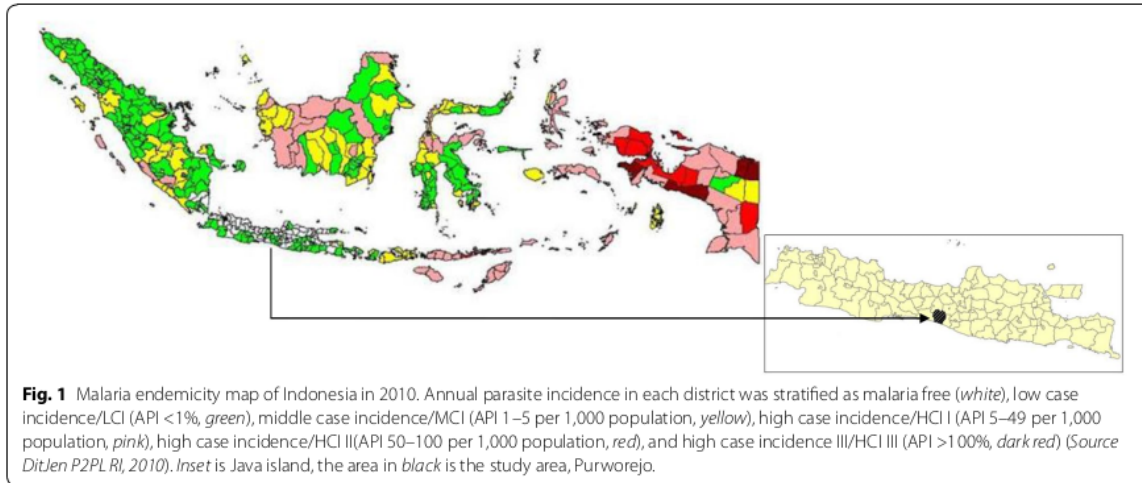 Fig. 1 Malaria endemicity map of Indonesia in 2010. Annual parasite incidence in each district was stratified as malaria free (white), low case
incidence/LCI (API <1%, green), middle case incidence/MCI (API 1–5 per 1,000 population, yellow), high case incidence/HCI I (API 5–49 per 1,000
population, pink), high case incidence/HCI II(API 50–100 per 1,000 population, red), and high case incidence III/HCI III (API >100%, dark red) (Source
DitJen P2PL RI, 2010). Inset is Java island, the area in black is the study area, Purworejo.